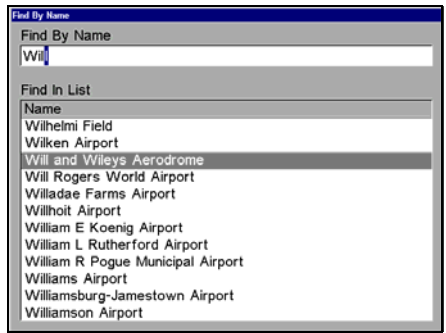 Find By Name
Find By Name
Will
Find In List
Name
Wilhelmi Field
Wilken Airport
Will and Wileys Aerodrome
Will Rogers World Airport
Willadae Farms Airport
Willhoit Airport
William E Koenig Airport
William L Rutherford Airport
William R Pogue Municipal Airport
Williams Airport
Williamsburg-Jamestown Airport
Williamson Airport